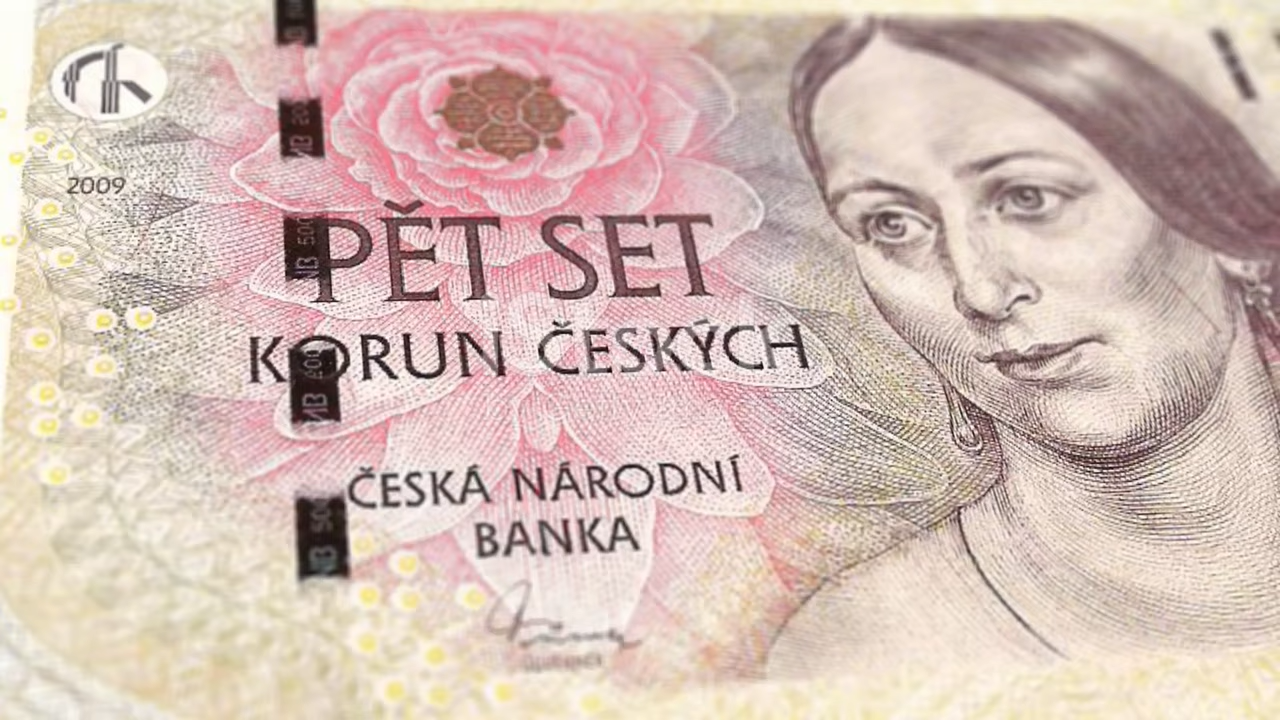 2009
PĚT SET
KORUN ČESKÝCH
ČESKÁ NÁRODNÍ
BANKA